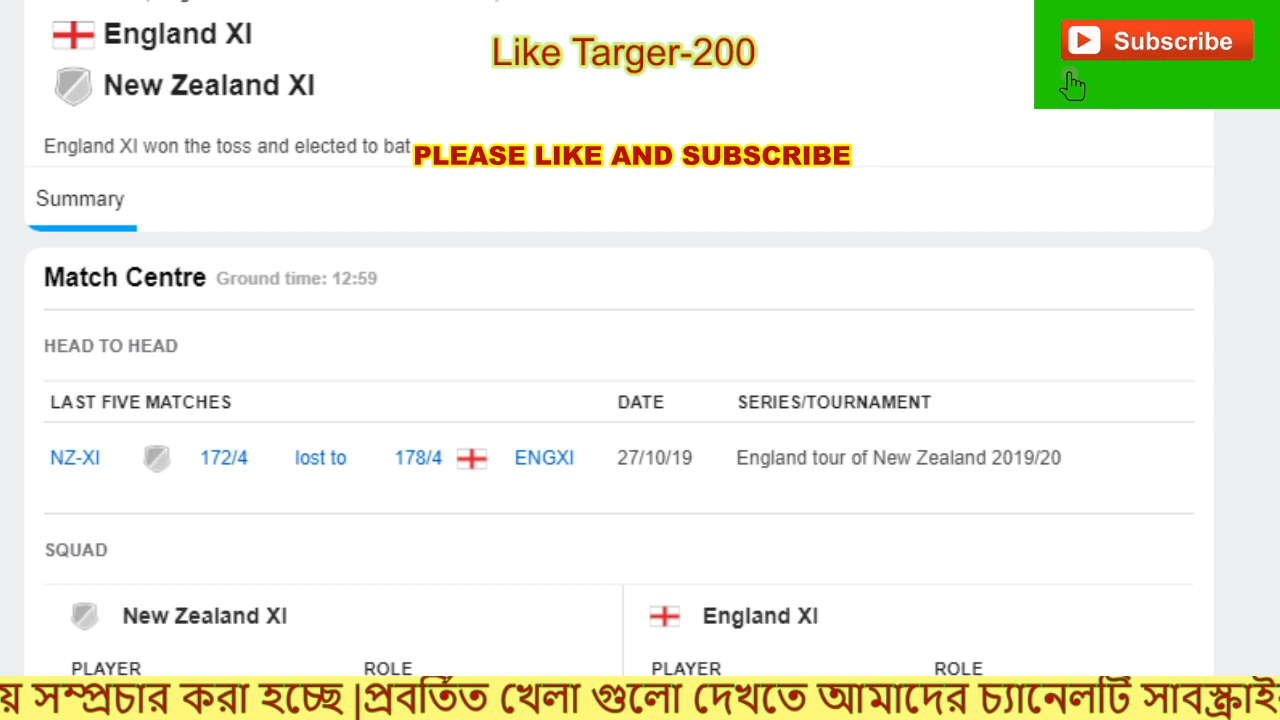 England XI
Like Targer-200
Subscribe
New Zealand XI
England XI won the toss and elected to bat
PLEASE LIKE AND SUBSCRIBE
Summary
Match Centre Ground time: 12:59
HEAD TO HEAD
LAST FIVE MATCHES DATE SERIES/TOURNAMENT
NZ-XI 172/4 lost to 178/4 ENGXI 27/10/19 England tour of New Zealand 2019/20
SQUAD
New Zealand XI England XI
PLAYER ROLE PLAYER ROLE
সম্প্রচার করা হচ্ছে |প্রবর্তিত খেলা গুলো দেখতে আমাদের চ্যানেলটি